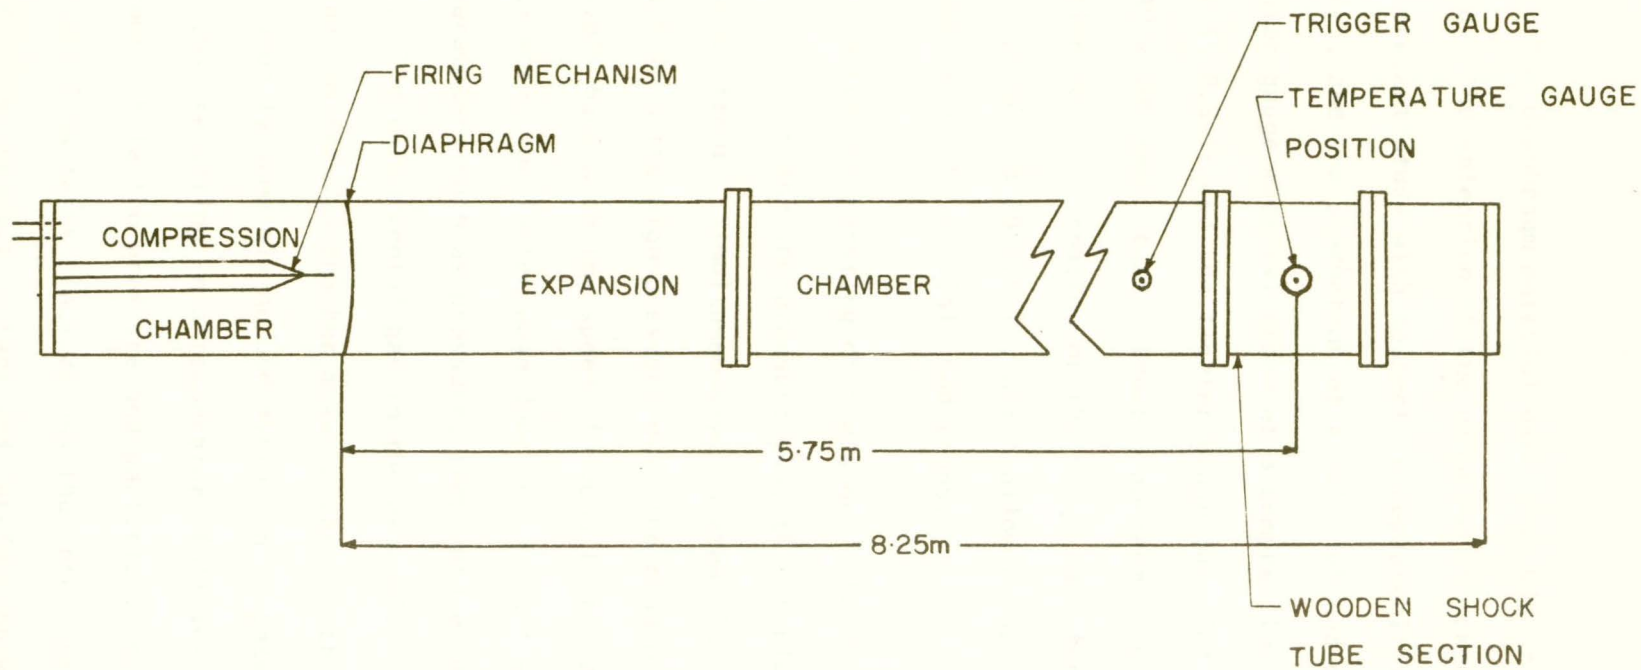 TRIGGER GAUGE
FIRING MECHANISM
TEMPERATURE GAUGE
POSITION
DIAPHRAGM
COMPRESSION
CHAMBER
EXPANSION CHAMBER
5·75m
8·25m
WOODEN SHOCK
TUBE SECTION